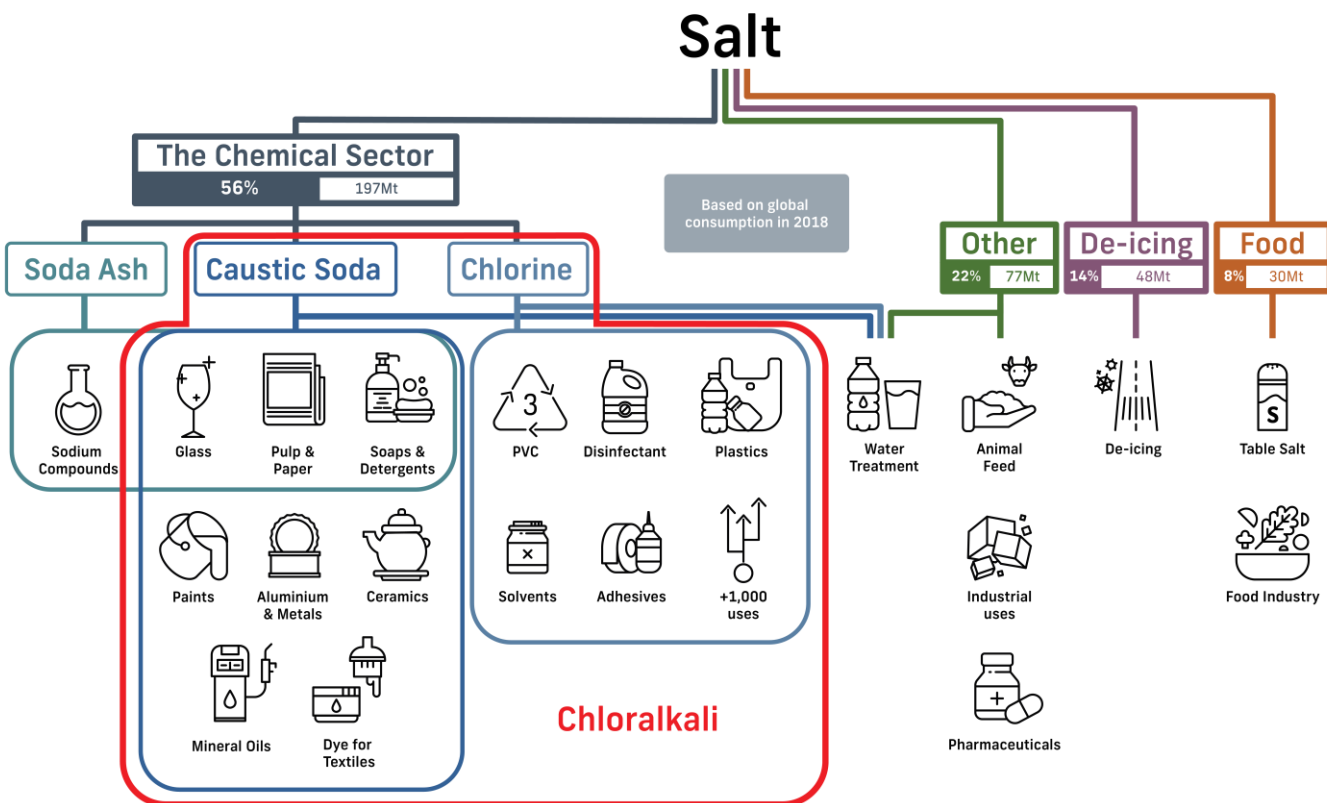 Salt
The Chemical Sector
56% 197Mt
Based on global
consumption in 2018
Other
22% 77Mt
De-icing
14% 48Mt
Food
8% 30Mt
Soda Ash
Caustic Soda
Chlorine
Sodium
Compounds
Glass
Pulp &
Paper
Soaps &
Detergents
3
PVC
Disinfectant
Plastics
Water
Treatment
Animal
Feed
De-icing
S
Table Salt
Paints
Aluminium
& Metals
Ceramics
x
Solvents
Adhesives
+1,000
uses
Industrial
uses
Food Industry
Mineral Oils
Dye for
Textiles
Chloralkali
Pharmaceuticals